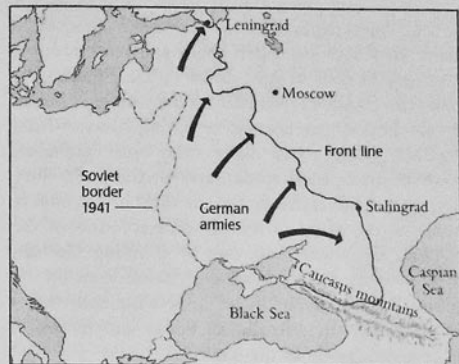 Leningrad
Moscow
Front line
Soviet
border
1941
German
armies
Stalingrad
Caucasus mountains
Caspian
Sea
Black Sea